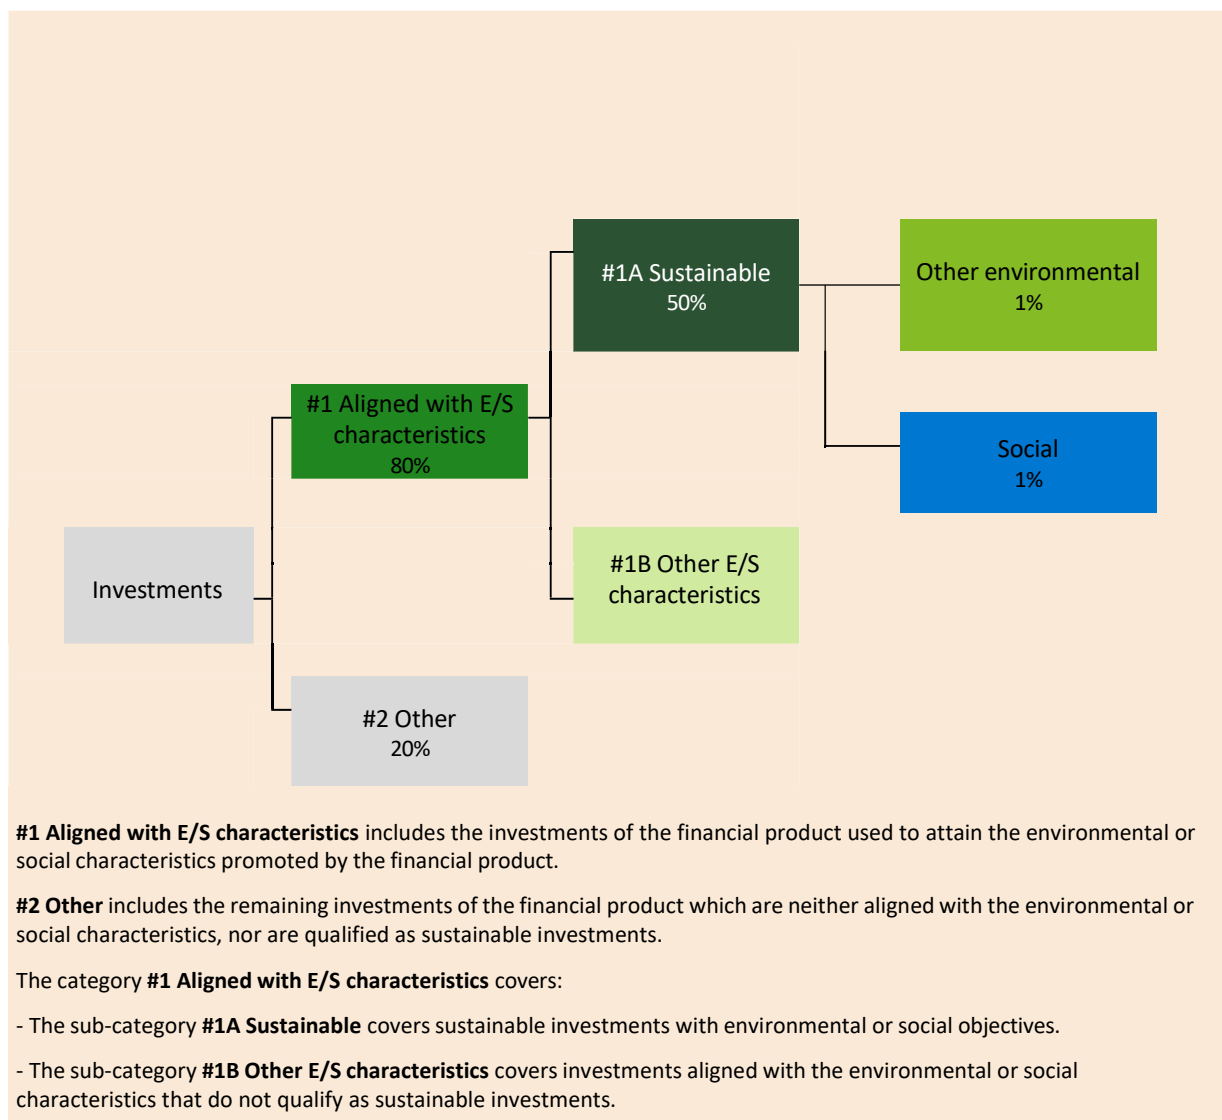 #1A Sustainable
50%
Other environmental
1%
#1 Aligned with E/S
characteristics
80%
Social
1%
Investments
#1B Other E/S
characteristics
#2 Other
20%
#1 Aligned with E/S characteristics includes the investments of the financial product used to attain the environmental or
social characteristics promoted by the financial product.
#2 Other includes the remaining investments of the financial product which are neither aligned with the environmental or
social characteristics, nor are qualified as sustainable investments.
The category #1 Aligned with E/S characteristics covers:
- The sub-category #1A Sustainable covers sustainable investments with environmental or social objectives.
- The sub-category #1B Other E/S characteristics covers investments aligned with the environmental or social
characteristics that do not qualify as sustainable investments.